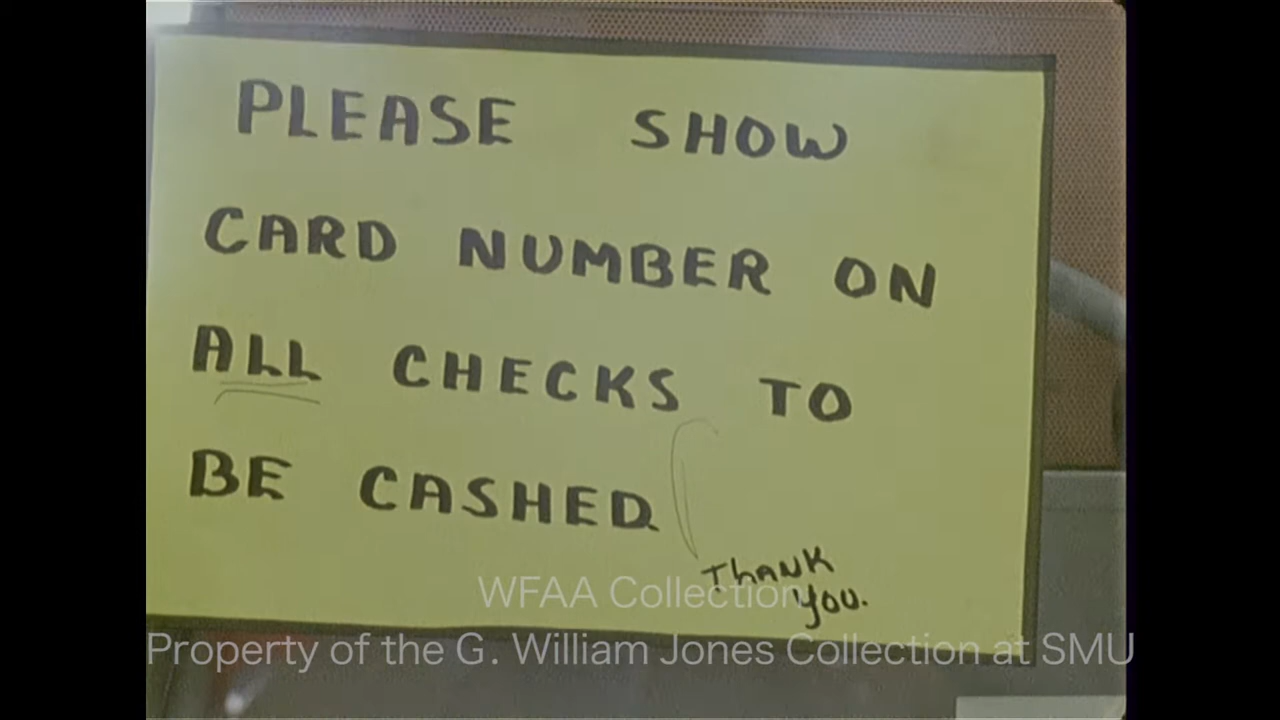 PLEASE SHOW
CARD NUMBER ON
ALL CHECKS TO
BE CASHED
THANK
YOU.
WFAA Collection
Property of the G. William Jones Collection at SMU